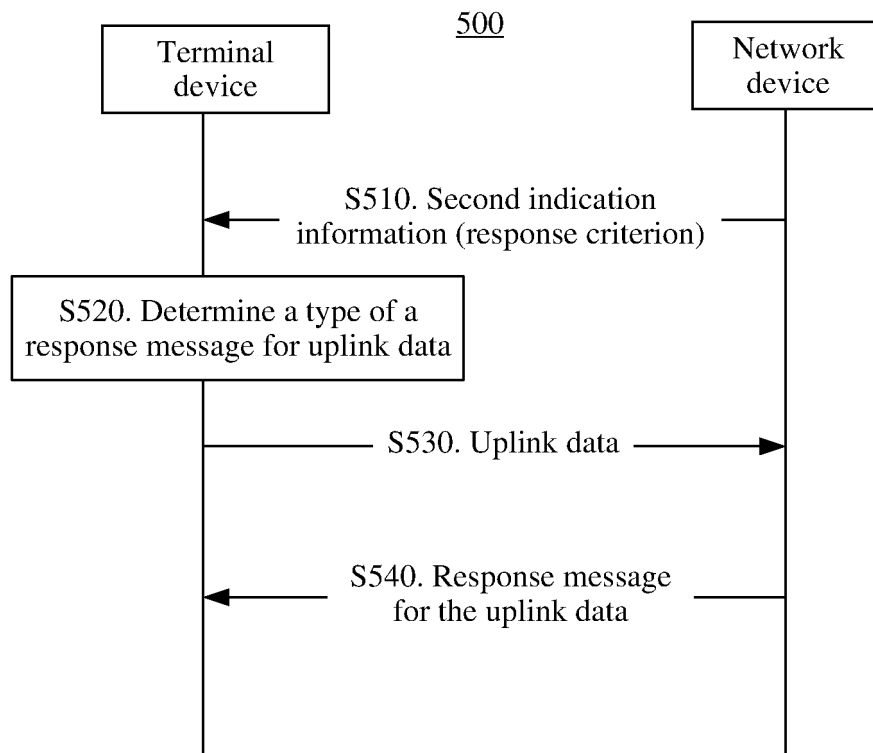 500
Terminal
device
Network
device
S510. Second indication
information (response criterion)
S520. Determine a type of a
response message for uplink data
S530. Uplink data
S540. Response message
for the uplink data